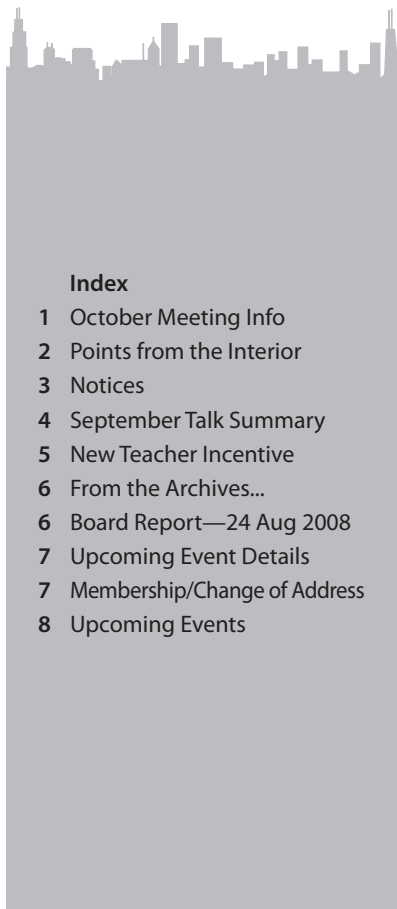 Index
1 October Meeting Info
2 Points from the Interior
3 Notices
4 September Talk Summary
5 New Teacher Incentive
6 From the Archives...
6 Board Report—24 Aug 2008
7 Upcoming Event Details
7 Membership/Change of Address
8 Upcoming Events